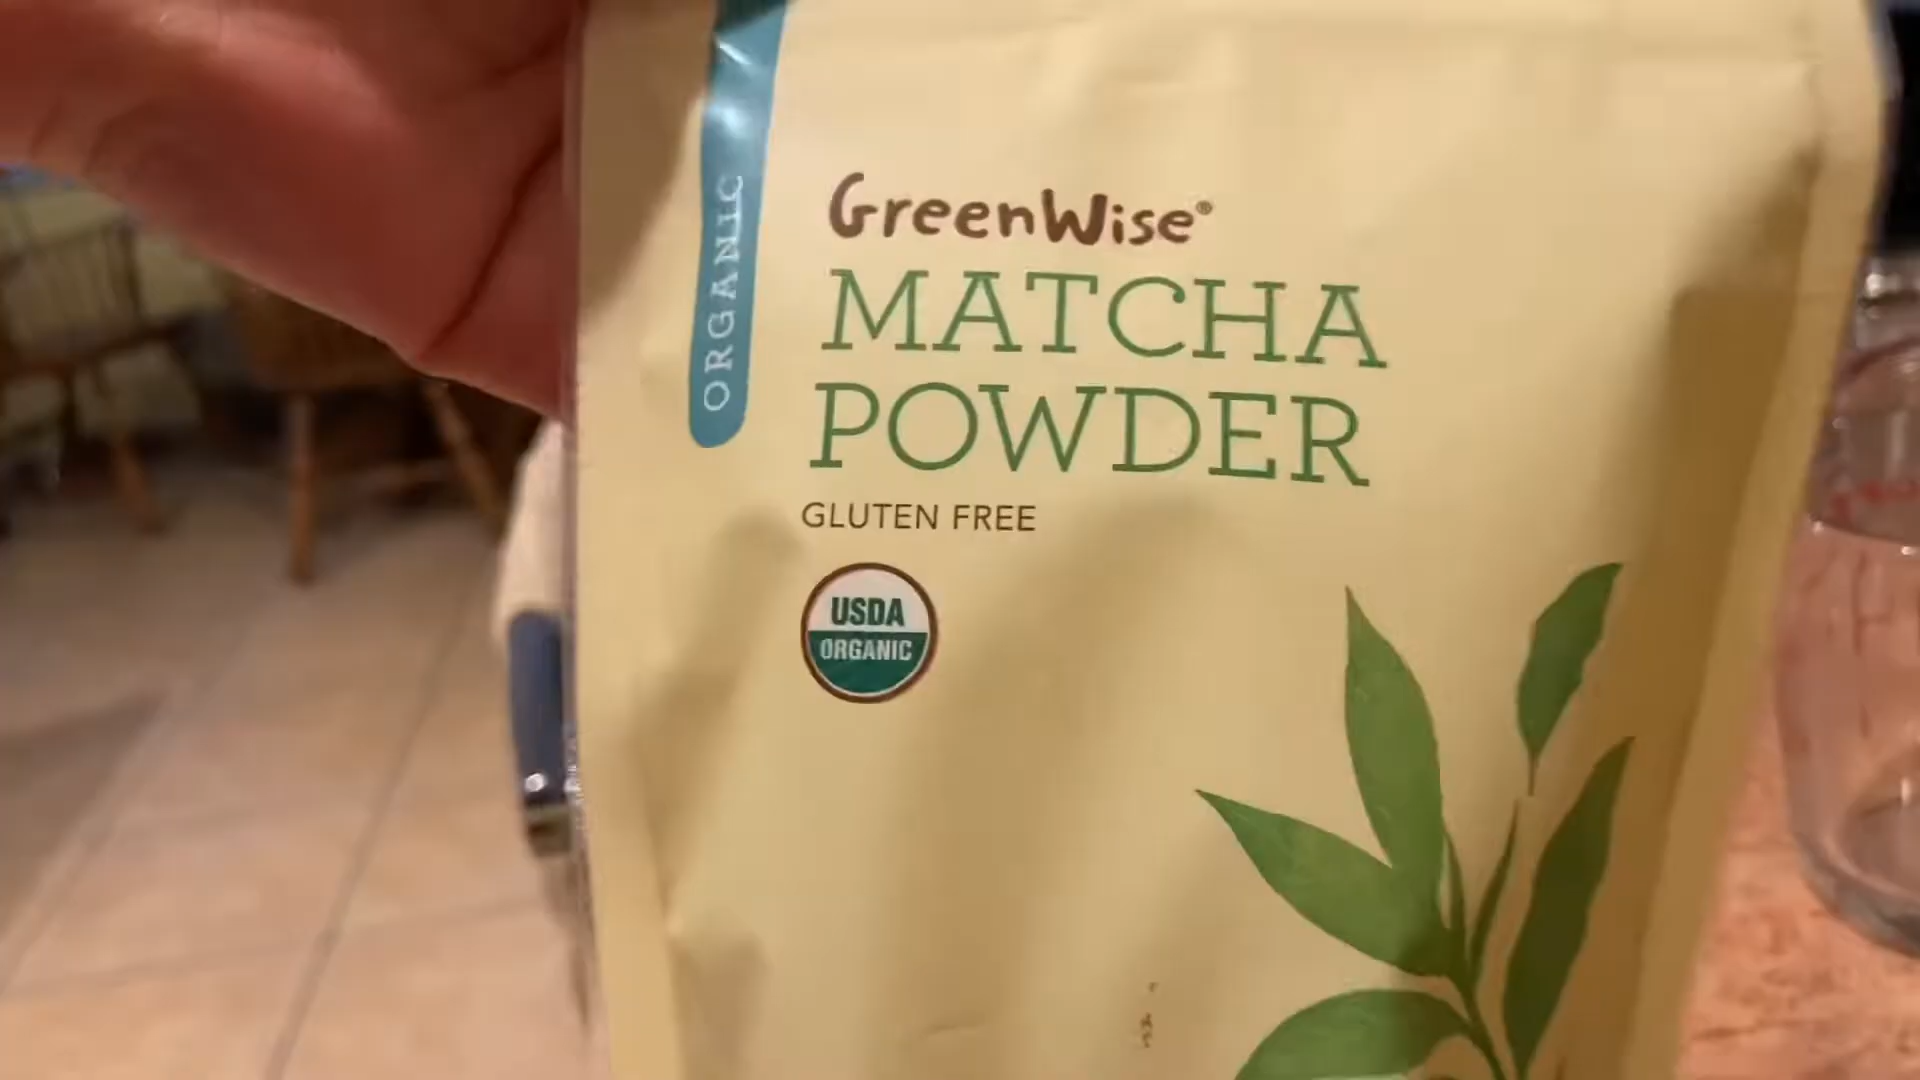 ORGANIC
GreenWise®
MATCHA
POWDER
GLUTEN FREE
USDA
ORGANIC